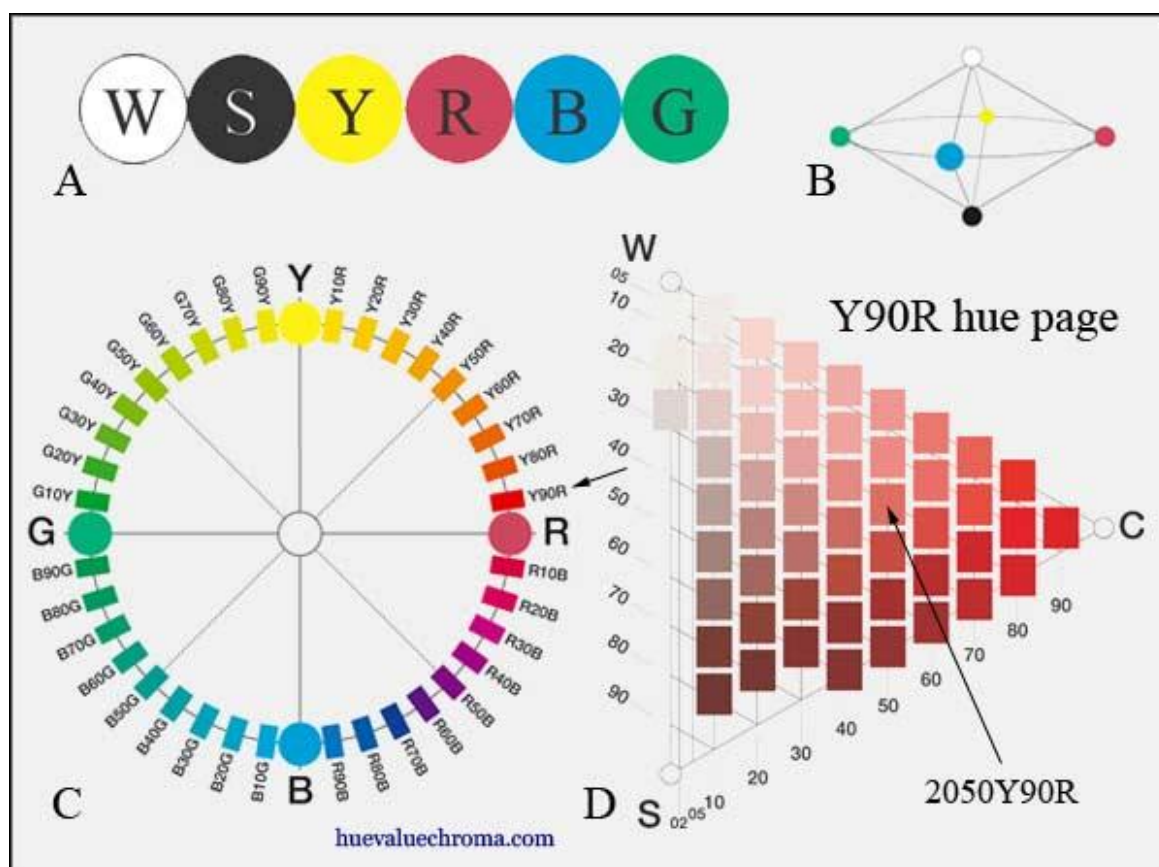 W S Y R B G
A
B
Y
G90Y
G80Y
G70Y
G60Y
G50Y
G40Y
G30Y
G20Y
G10Y
Y10R
Y20R
Y30R
Y40R
Y50R
Y60R
Y70R
Y80R
Y90R
G
R
B90G
B80G
B70G
B60G
B50G
B40G
B30G
B20G
B10G
R10B
R20B
R30B
R40B
R50B
R60B
R70B
R80B
R90B
B
C
huevaluechroma.com
W
Y90R hue page
05
10
20
30
40
50
60
70
80
90
C
90
80
70
60
50
40
30
20
10
05
02
S
D
2050Y90R